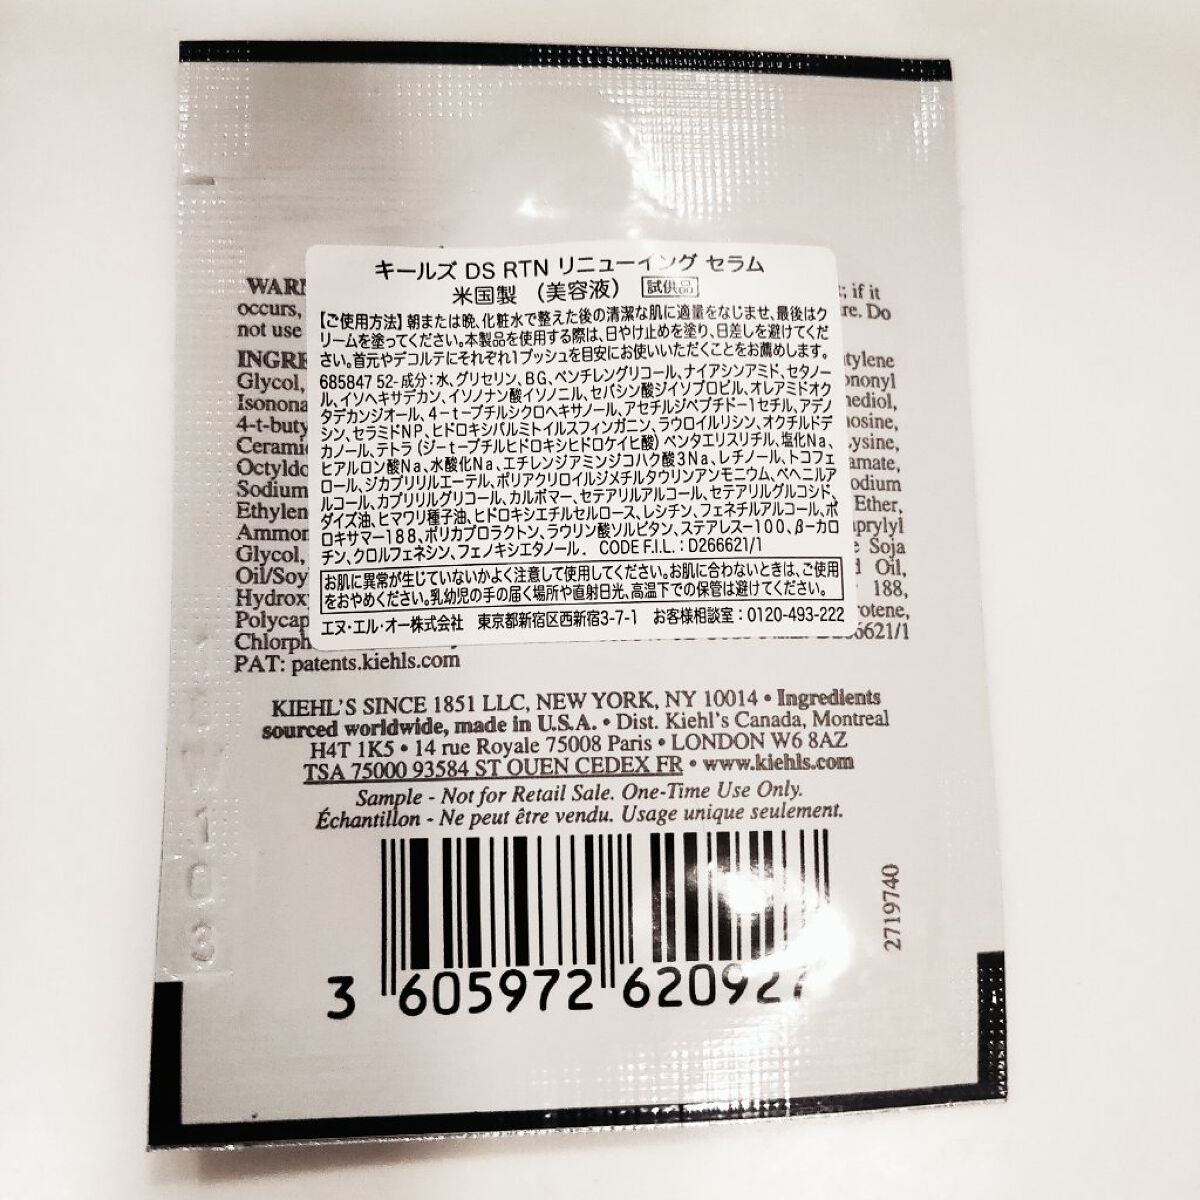 キールズ DS RTN リニューイング セラム
米国製 (美容液) 試供品
【ご使用方法】朝または晩、化粧水で整えた後の清潔な肌に適量をなじませ、最後はク
リームを塗ってください。本製品を使用する際は、日やけ止めを塗り、日差しを避けてくだ
さい。首元やデコルテにそれぞれ1プッシュを目安にお使いいただくことをお薦めします。
685847 52-成分:水、グリセリン、BG、ペンチレングリコール、ナイアシンアミド、セタノー
ル、イソヘキサデカン、イソノナン酸イソノニル、セバシン酸ジイソプロピル、オレアミドオク
タデカンジオール、4-t-ブチルシクロヘキサノール、アセチルジペプチド-1セチル、アデノ
シン、セラミドNP、ヒドロキシパルミトイルスフィンガニン、ラウロイルリシン、オクチルドデ
カノール、テトラ(ジ-t-ブチルヒドロキシヒドロケイヒ酸)ペンタエリスリチル、塩化Na、
ヒアルロン酸Na、水酸化Na、エチレンジアミンジコハク酸3Na、レチノール、トコフェ
ロール、ジカプリリルエーテル、ポリアクリロイルジメチルタウリンアンモニウム、ベヘニルア
ルコール、カプリリルグリコール、カルボマー、セテアリルアルコール、セテアリルグルコシド、
ダイズ油、ヒマワリ種子油、ヒドロキシエチルセルロース、レシチン、フェネチルアルコール、ポ
ロキサマー188、ポリカプロラクトン、ラウリン酸ソルビタン、ステアレス-100、β-カロ
チン、クロルフェネシン、フェノキシエタノール. CODE F.I.L.:D266621/1
お肌に異常が生じていないかよく注意して使用してください。お肌に合わないときは、ご使用
をおやめください。乳幼児の手の届く場所や直射日光、高温下での保管は避けてください。
エヌ・エル・オー株式会社 東京都新宿区西新宿3-7-1 お客様相談室:0120-493-222
; if it
occurs,
re. Do
not use
Glycol,
4-t-buty
188,
6621/1
PAT: patents.kiehls.com
KIEHL'S SINCE 1851 LLC, NEW YORK, NY 10014 • Ingredients
sourced worldwide, made in U.S.A. • Dist. Kiehl's Canada, Montreal
H4T 1K5 • 14 rue Royale 75008 Paris • LONDON W6 8AZ
TSA 75000 93584 ST OUEN CEDEX FR • www.kiehls.com
Sample - Not for Retail Sale. One-Time Use Only.
Échantillon - Ne peut être vendu. Usage unique seulement.
2719740
3 605972 620927